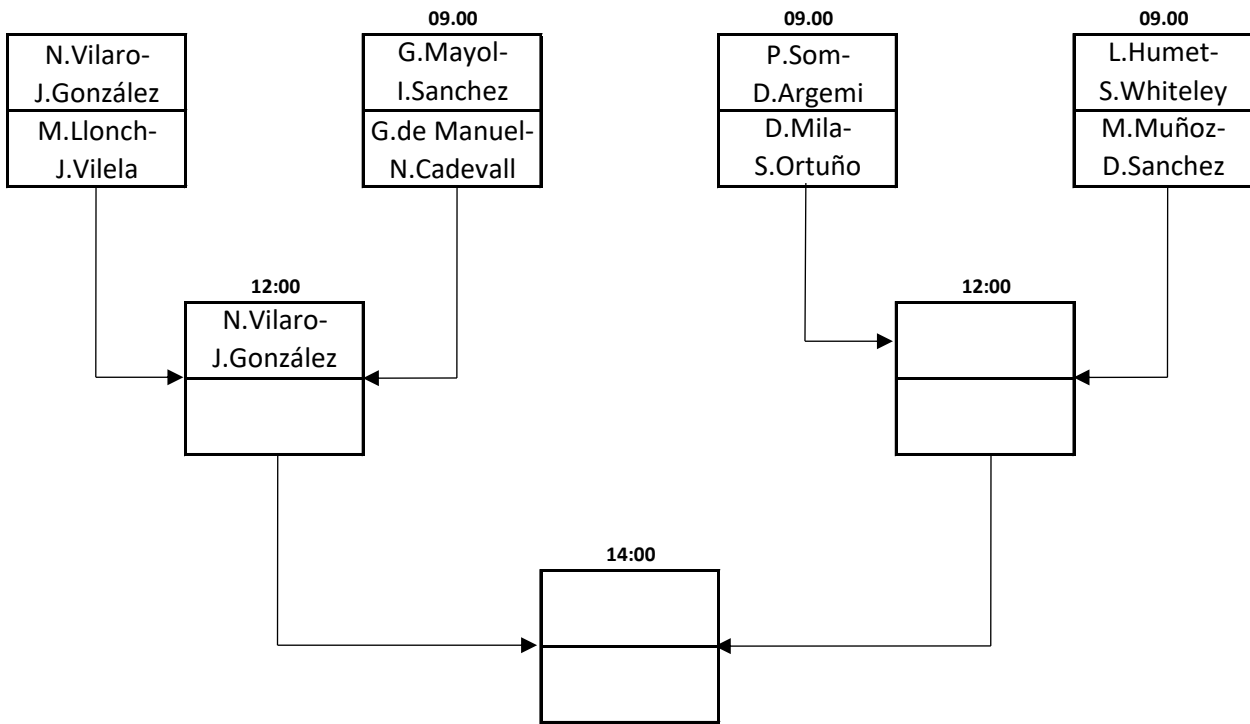 09.00
09.00
09.00
N.Vilaro-
J.González
M.Llonch-
J.Vilela
G.Mayol-
I.Sanchez
G.de Manuel-
N.Cadevall
P.Som-
D.Argemi
D.Mila-
S.Ortuño
L.Humet-
S.Whiteley
M.Muñoz-
D.Sanchez
12:00
12:00
N.Vilaro-
J.González
14:00